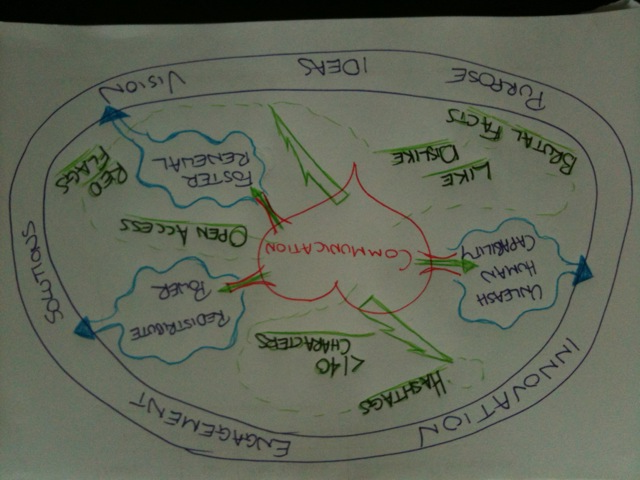 INNOVATION
ENGAGEMENT
HASHTAGS
<140
CHARACTERS
UNLEASH
HUMAN
CAPABILITY
REDISTRIBUTE
POWER
SOLUTIONS
COMMUNICATION
OPEN ACCESS
LIKE
DISLIKE
BRUTAL FACTS
FOSTER
RENEWAL
RED
FLAGS
PURPOSE
IDEAS
VISION